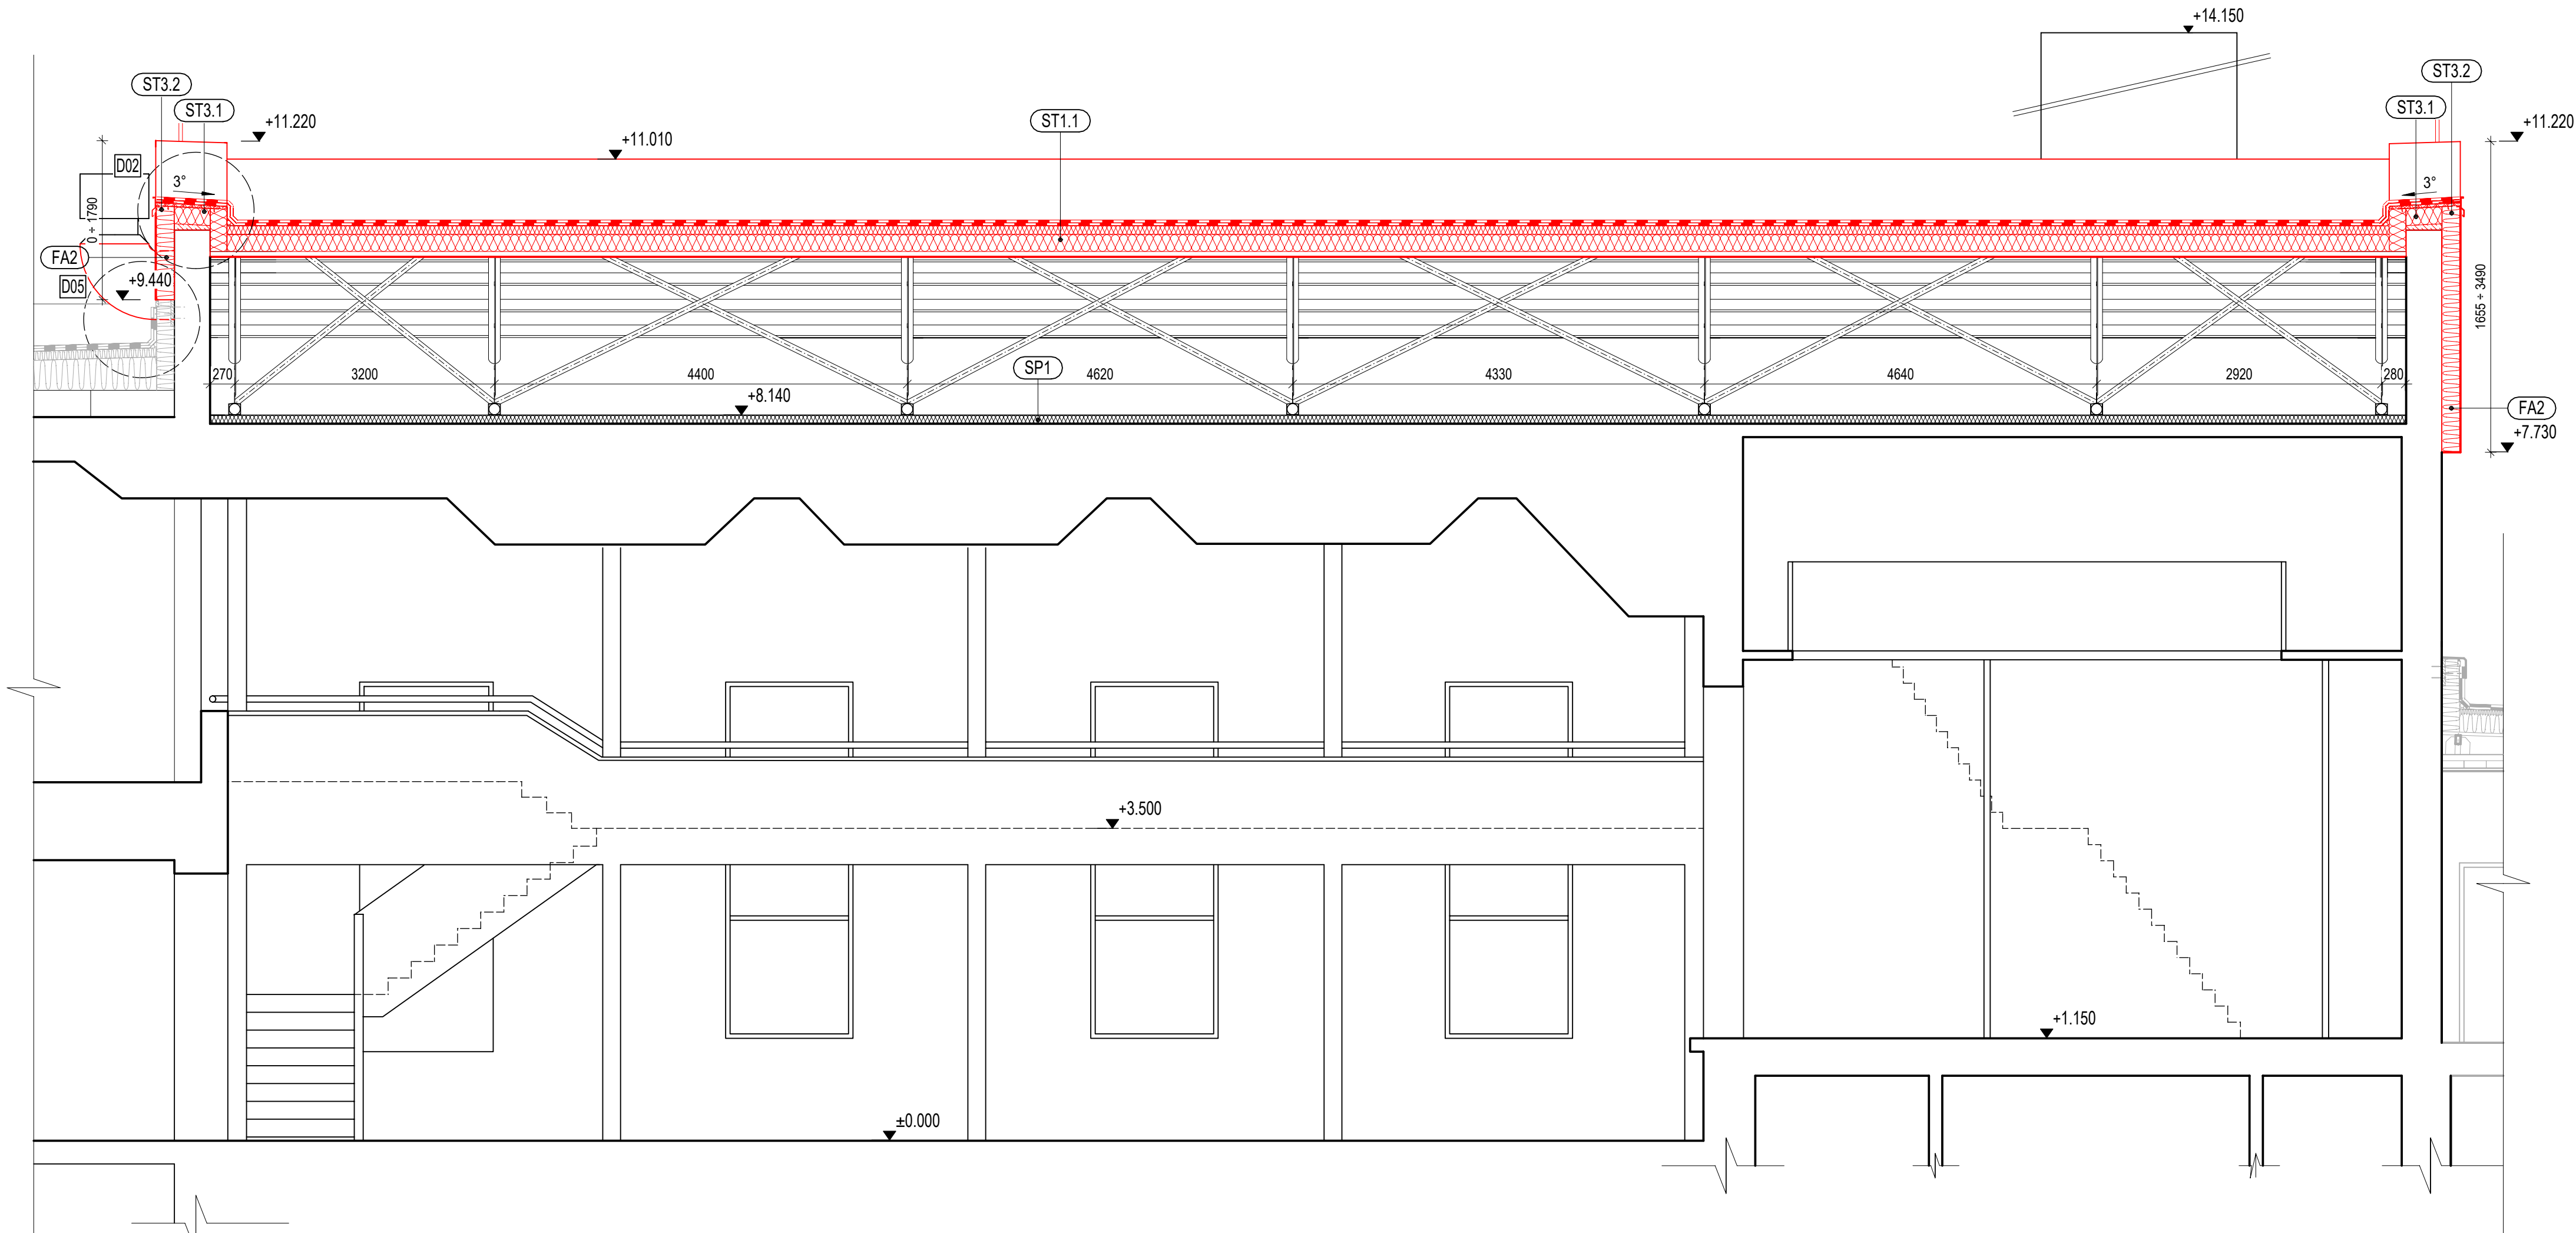 +14.150
ST3.2
ST3.2
ST3.1
ST3.1
+11.220
+11.010
ST1.1
+11.220
D02
3°
3°
0 ÷ 1790
FA2
D05
+9.440
1655 ÷ 3490
270
3200
4400
4620
4330
4640
2920
280
SP1
+8.140
FA2
+7.730
+3.500
+1.150
±0.000